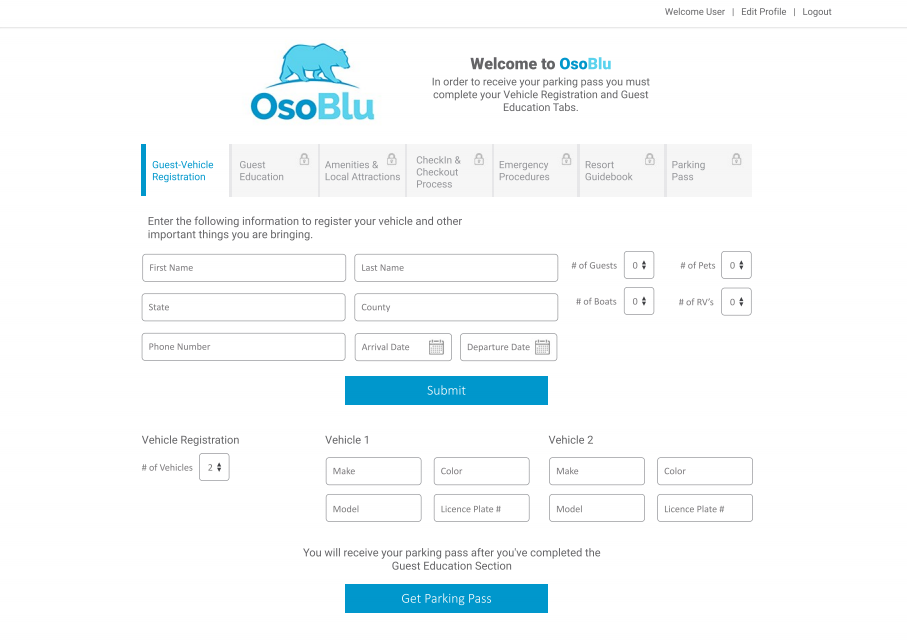 Welcome User | Edit Profile | Logout
OsoBlu
Welcome to OsoBlu
In order to receive your parking pass you must
complete your Vehicle Registration and Guest
Education Tabs.
Guest-Vehicle
Registration
Guest
Education
Amenities &
Local Attractions
CheckIn &
Checkout
Process
Emergency
Procedures
Resort
Guidebook
Parking
Pass
Enter the following information to register your vehicle and other
important things you are bringing.
First Name
Last Name
# of Guests 0
# of Pets 0
State
County
# of Boats 0
# of RV's 0
Phone Number
Arrival Date
Departure Date
Submit
Vehicle Registration
# of Vehicles 2
Vehicle 1
Make
Color
Model
Licence Plate #
Vehicle 2
Make
Color
Model
Licence Plate #
You will receive your parking pass after you've completed the
Guest Education Section
Get Parking Pass